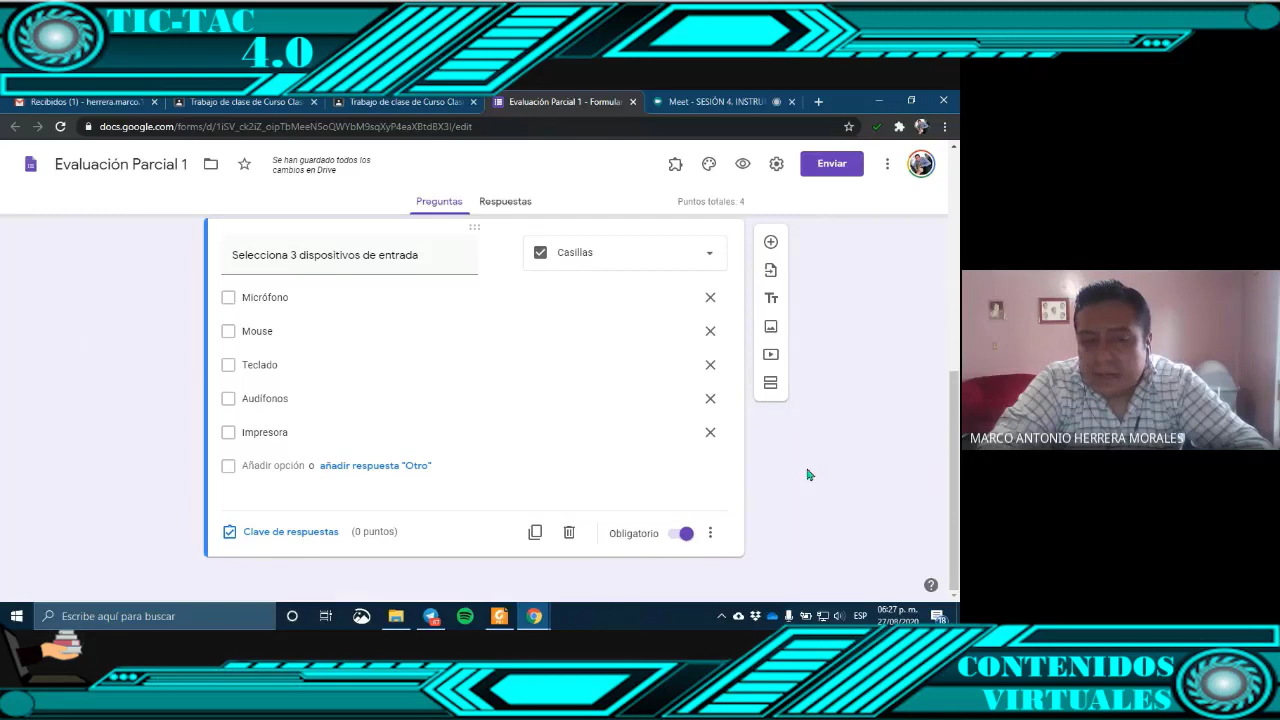 TIC-TAC
4.0
Recibidos (1) - herrera.marco.
Trabajo de clase de Curso Clas
Trabajo de clase de Curso Clas
Evaluación Parcial 1 - Formula
Meet - SESIÓN 4. INSTRU
docs.google.com/forms/d/1iSV_ck2iZ_oipTbMeeN5oQWYbM9sqXyP4eaXBtdBX3I/edit
Evaluación Parcial 1
Se han guardado todos los
cambios en Drive
Enviar
Preguntas
Respuestas
Puntos totales: 4
Selecciona 3 dispositivos de entrada
Casillas
Micrófono
Mouse
Teclado
Audífonos
Impresora
Añadir opción o añadir respuesta "Otro"
Clave de respuestas (0 puntos)
Obligatorio
MARCO ANTONIO HERRERA MORALES
Escribe aquí para buscar
ESP
06:27 p. m.
27/08/2020
CONTENIDOS
VIRTUALES